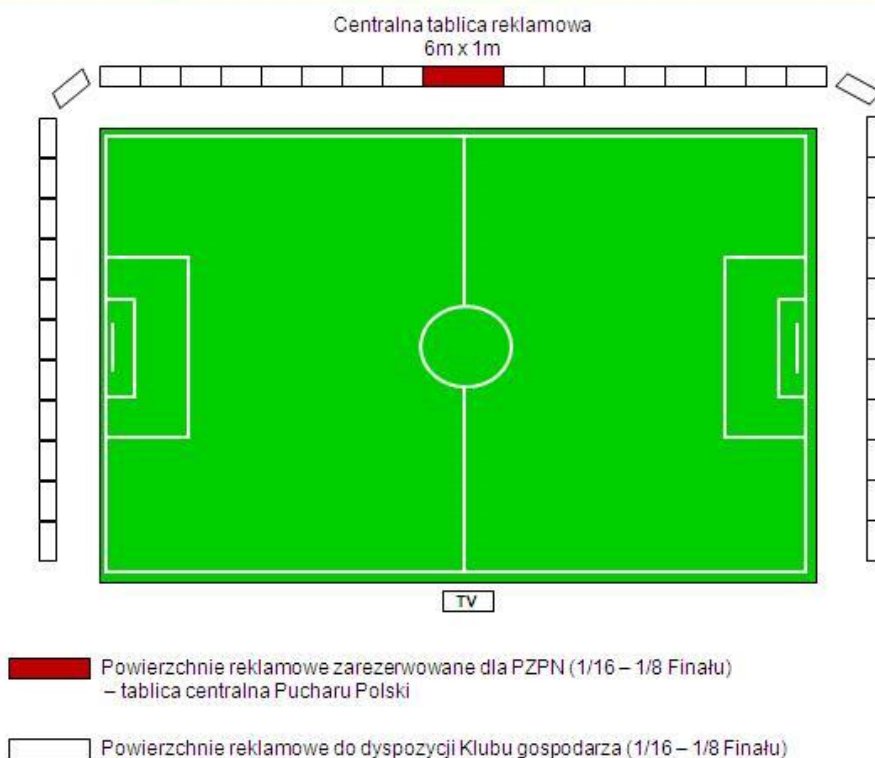 Centralna tablica reklamowa
6m x 1m
TV
Powierzchnie reklamowe zarezerwowane dla PZPN (1/16 – 1/8 Finału)
– tablica centralna Pucharu Polski
Powierzchnie reklamowe do dyspozycji Klubu gospodarza (1/16 – 1/8 Finału)